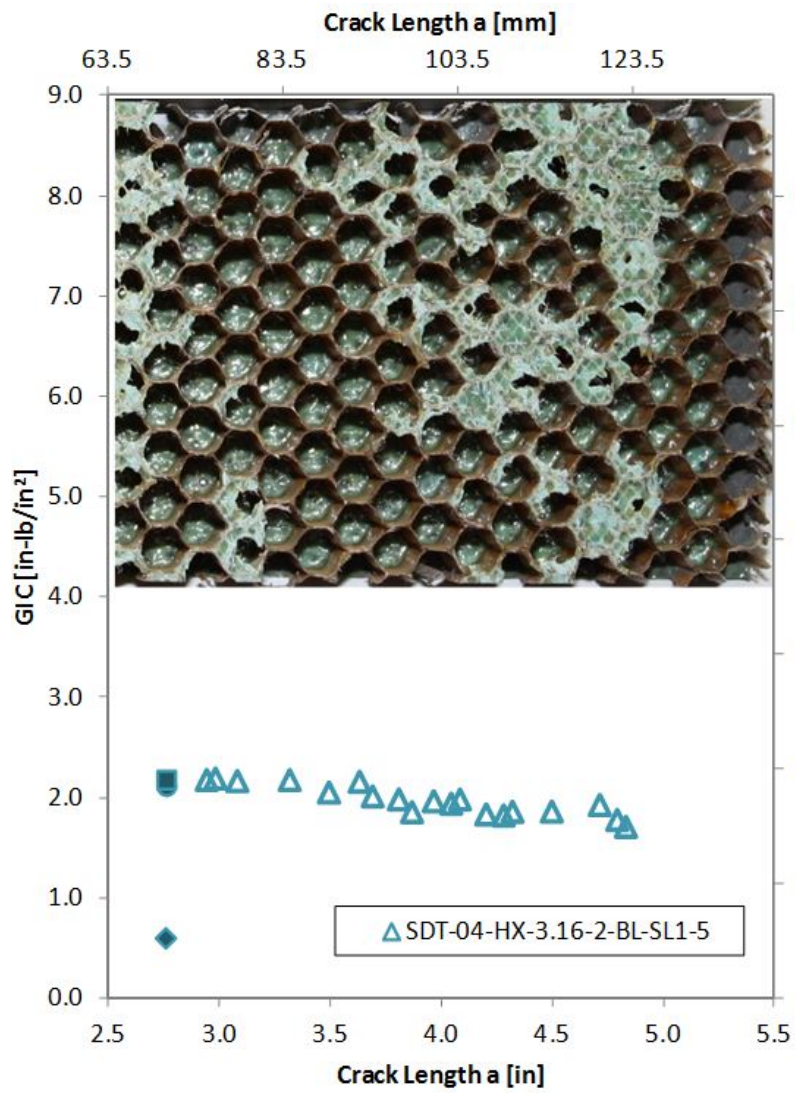 Crack Length a [mm]
63.5 83.5 103.5 123.5
9.0
8.0
7.0
6.0
5.0
4.0
3.0
2.0
1.0
0.0
GIC [in-lb/in²]
SDT-04-HX-3.16-2-BL-SL1-5
2.5 3.0 3.5 4.0 4.5 5.0 5.5
Crack Length a [in]